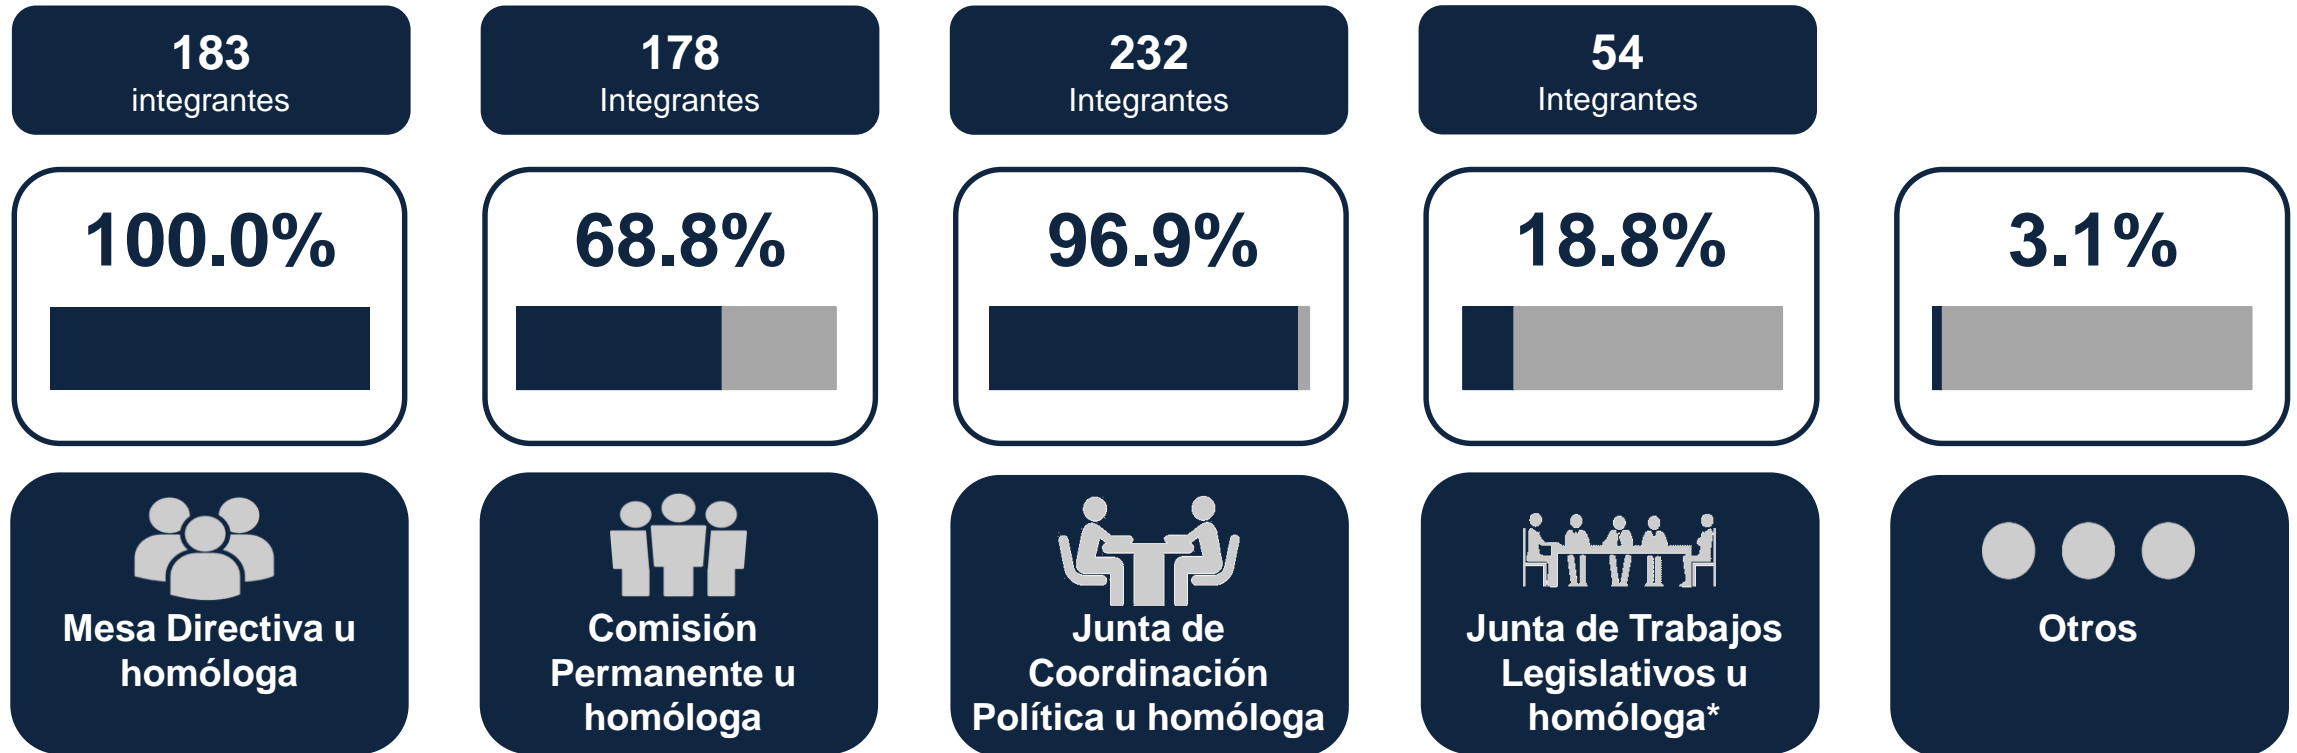 183
integrantes
178
Integrantes
232
Integrantes
54
Integrantes
100.0%
68.8%
96.9%
18.8%
3.1%
Mesa Directiva u
homóloga
Comisión
Permanente u
homóloga
Junta de
Coordinación
Política u homóloga
Junta de Trabajos
Legislativos u
homóloga*
Otros